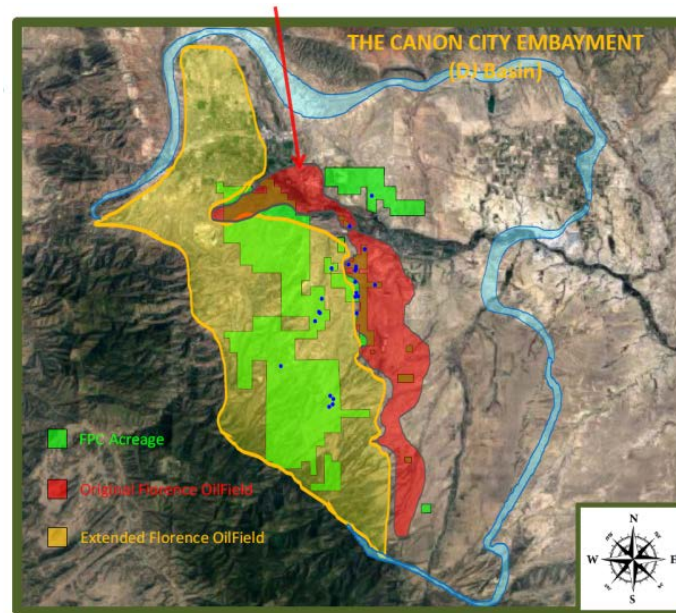 THE CANON CITY EMBAYMENT
(DJ Basin)
FPC Acreage
Original Florence OilField
Extended Florence OilField
N
W E
S